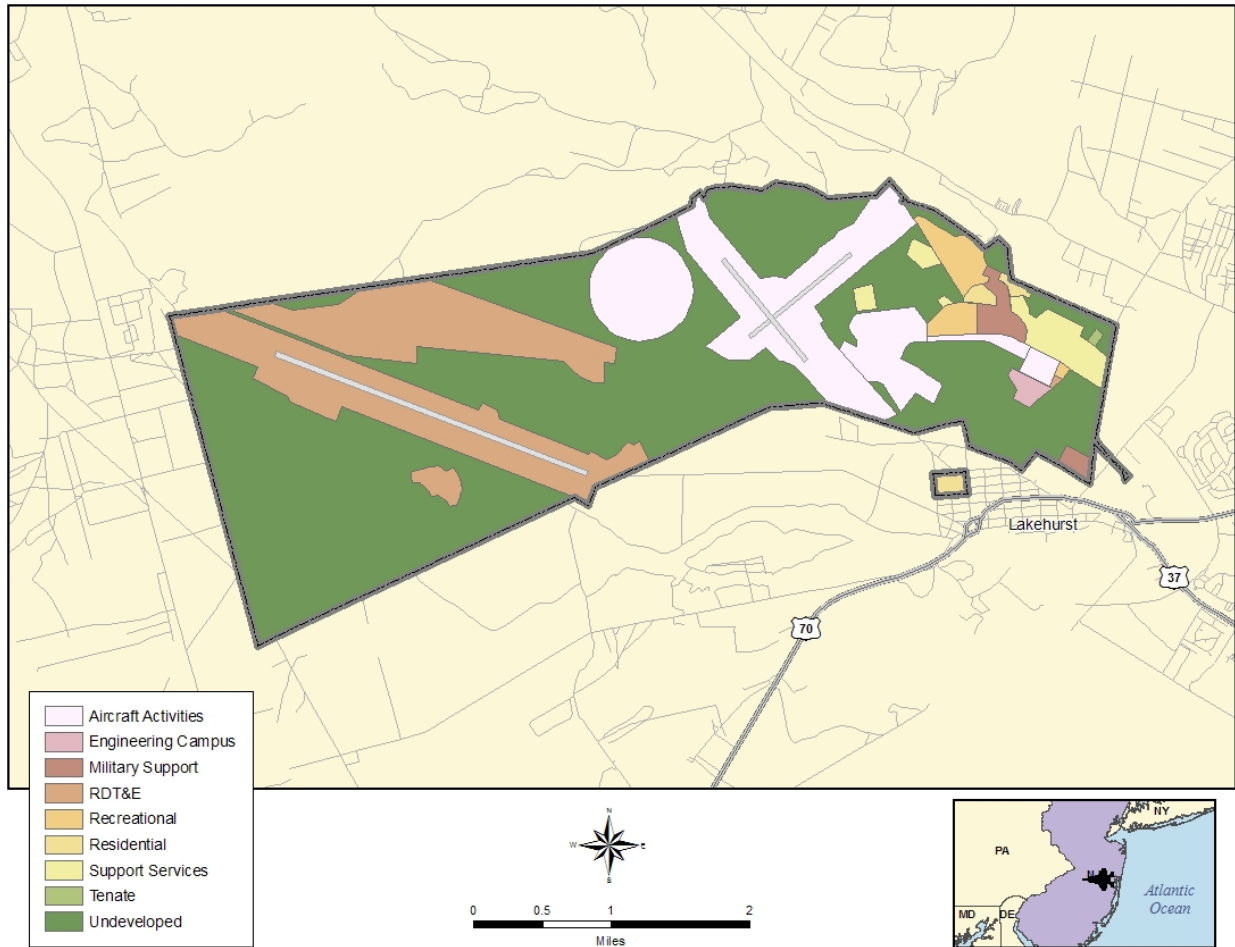 Lakehurst
37
70
Aircraft Activities
Engineering Campus
Military Support
RDT&E
Recreational
Residential
Support Services
Tenate
Undeveloped
N
W E
S
0 0.5 1 2
Miles
NY
PA
N
MD DE
Atlantic
Ocean